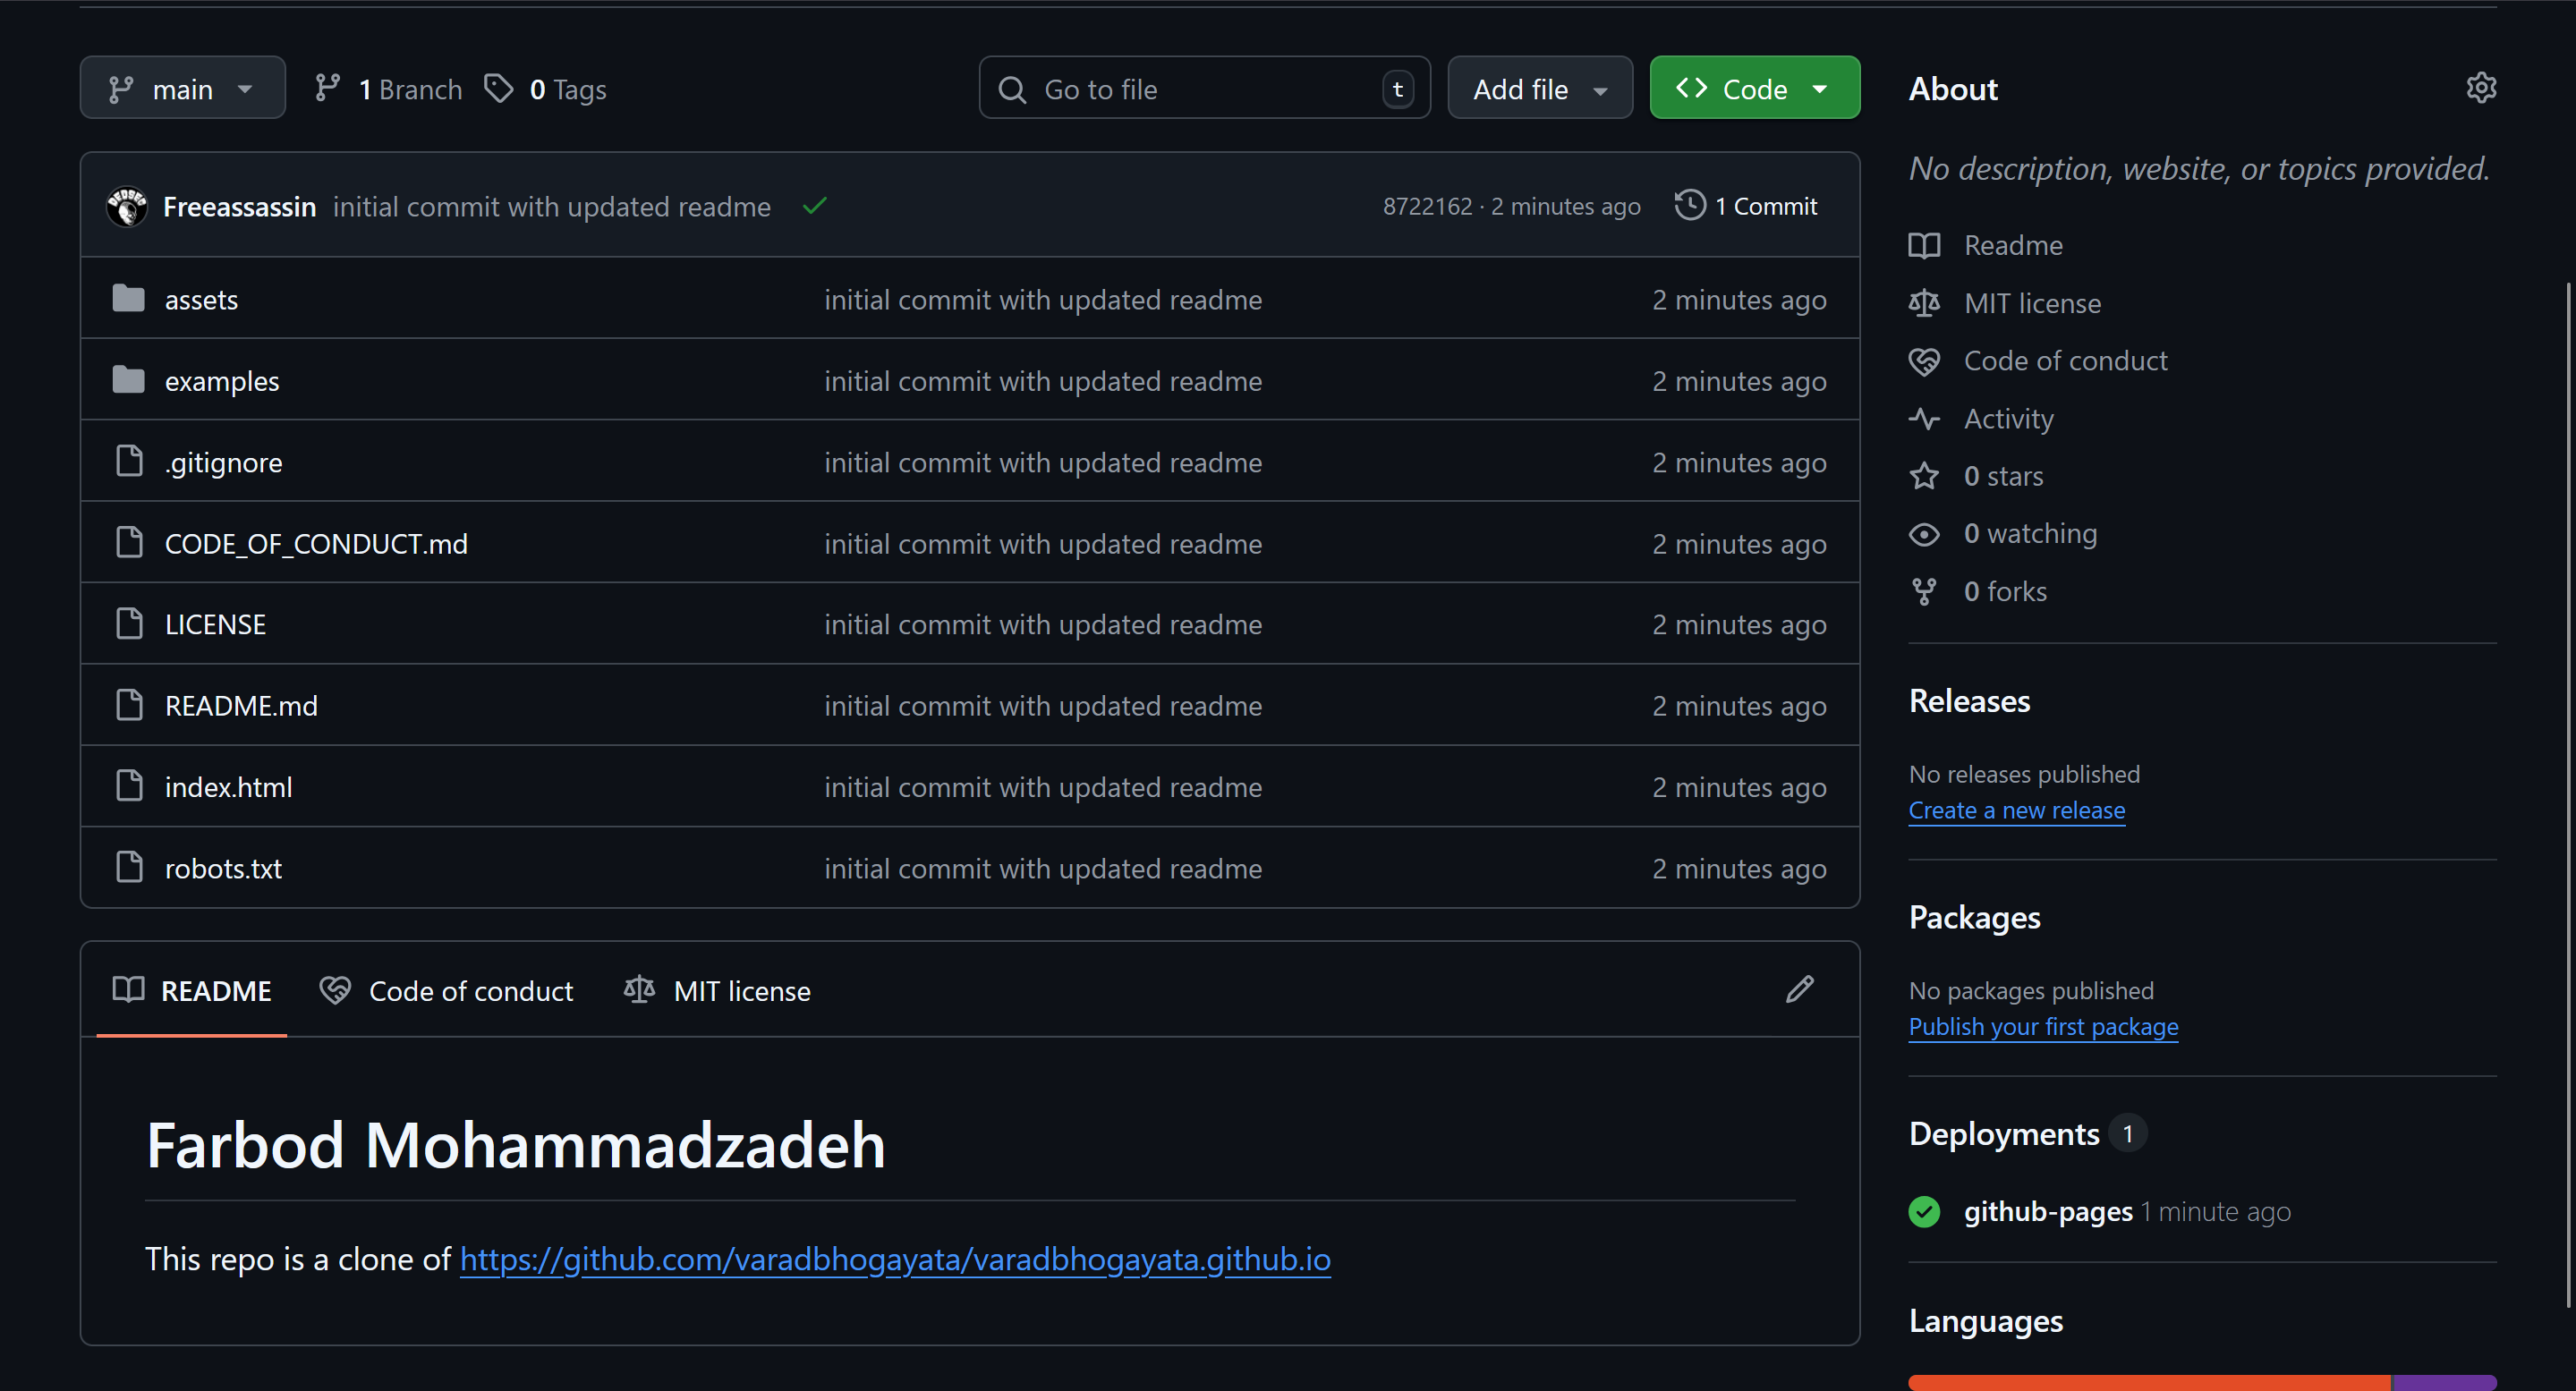 main 1 Branch 0 Tags Go to file t Add file Code
Freeassassin initial commit with updated readme 8722162 · 2 minutes ago 1 Commit
assets initial commit with updated readme 2 minutes ago
examples initial commit with updated readme 2 minutes ago
.gitignore initial commit with updated readme 2 minutes ago
CODE_OF_CONDUCT.md initial commit with updated readme 2 minutes ago
LICENSE initial commit with updated readme 2 minutes ago
README.md initial commit with updated readme 2 minutes ago
index.html initial commit with updated readme 2 minutes ago
robots.txt initial commit with updated readme 2 minutes ago
README Code of conduct MIT license
Farbod Mohammadzadeh
This repo is a clone of https://github.com/varadbhogayata/varadbhogayata.github.io
About
No description, website, or topics provided.
Readme
MIT license
Code of conduct
Activity
0 stars
0 watching
0 forks
Releases
No releases published
Create a new release
Packages
No packages published
Publish your first package
Deployments 1
github-pages 1 minute ago
Languages